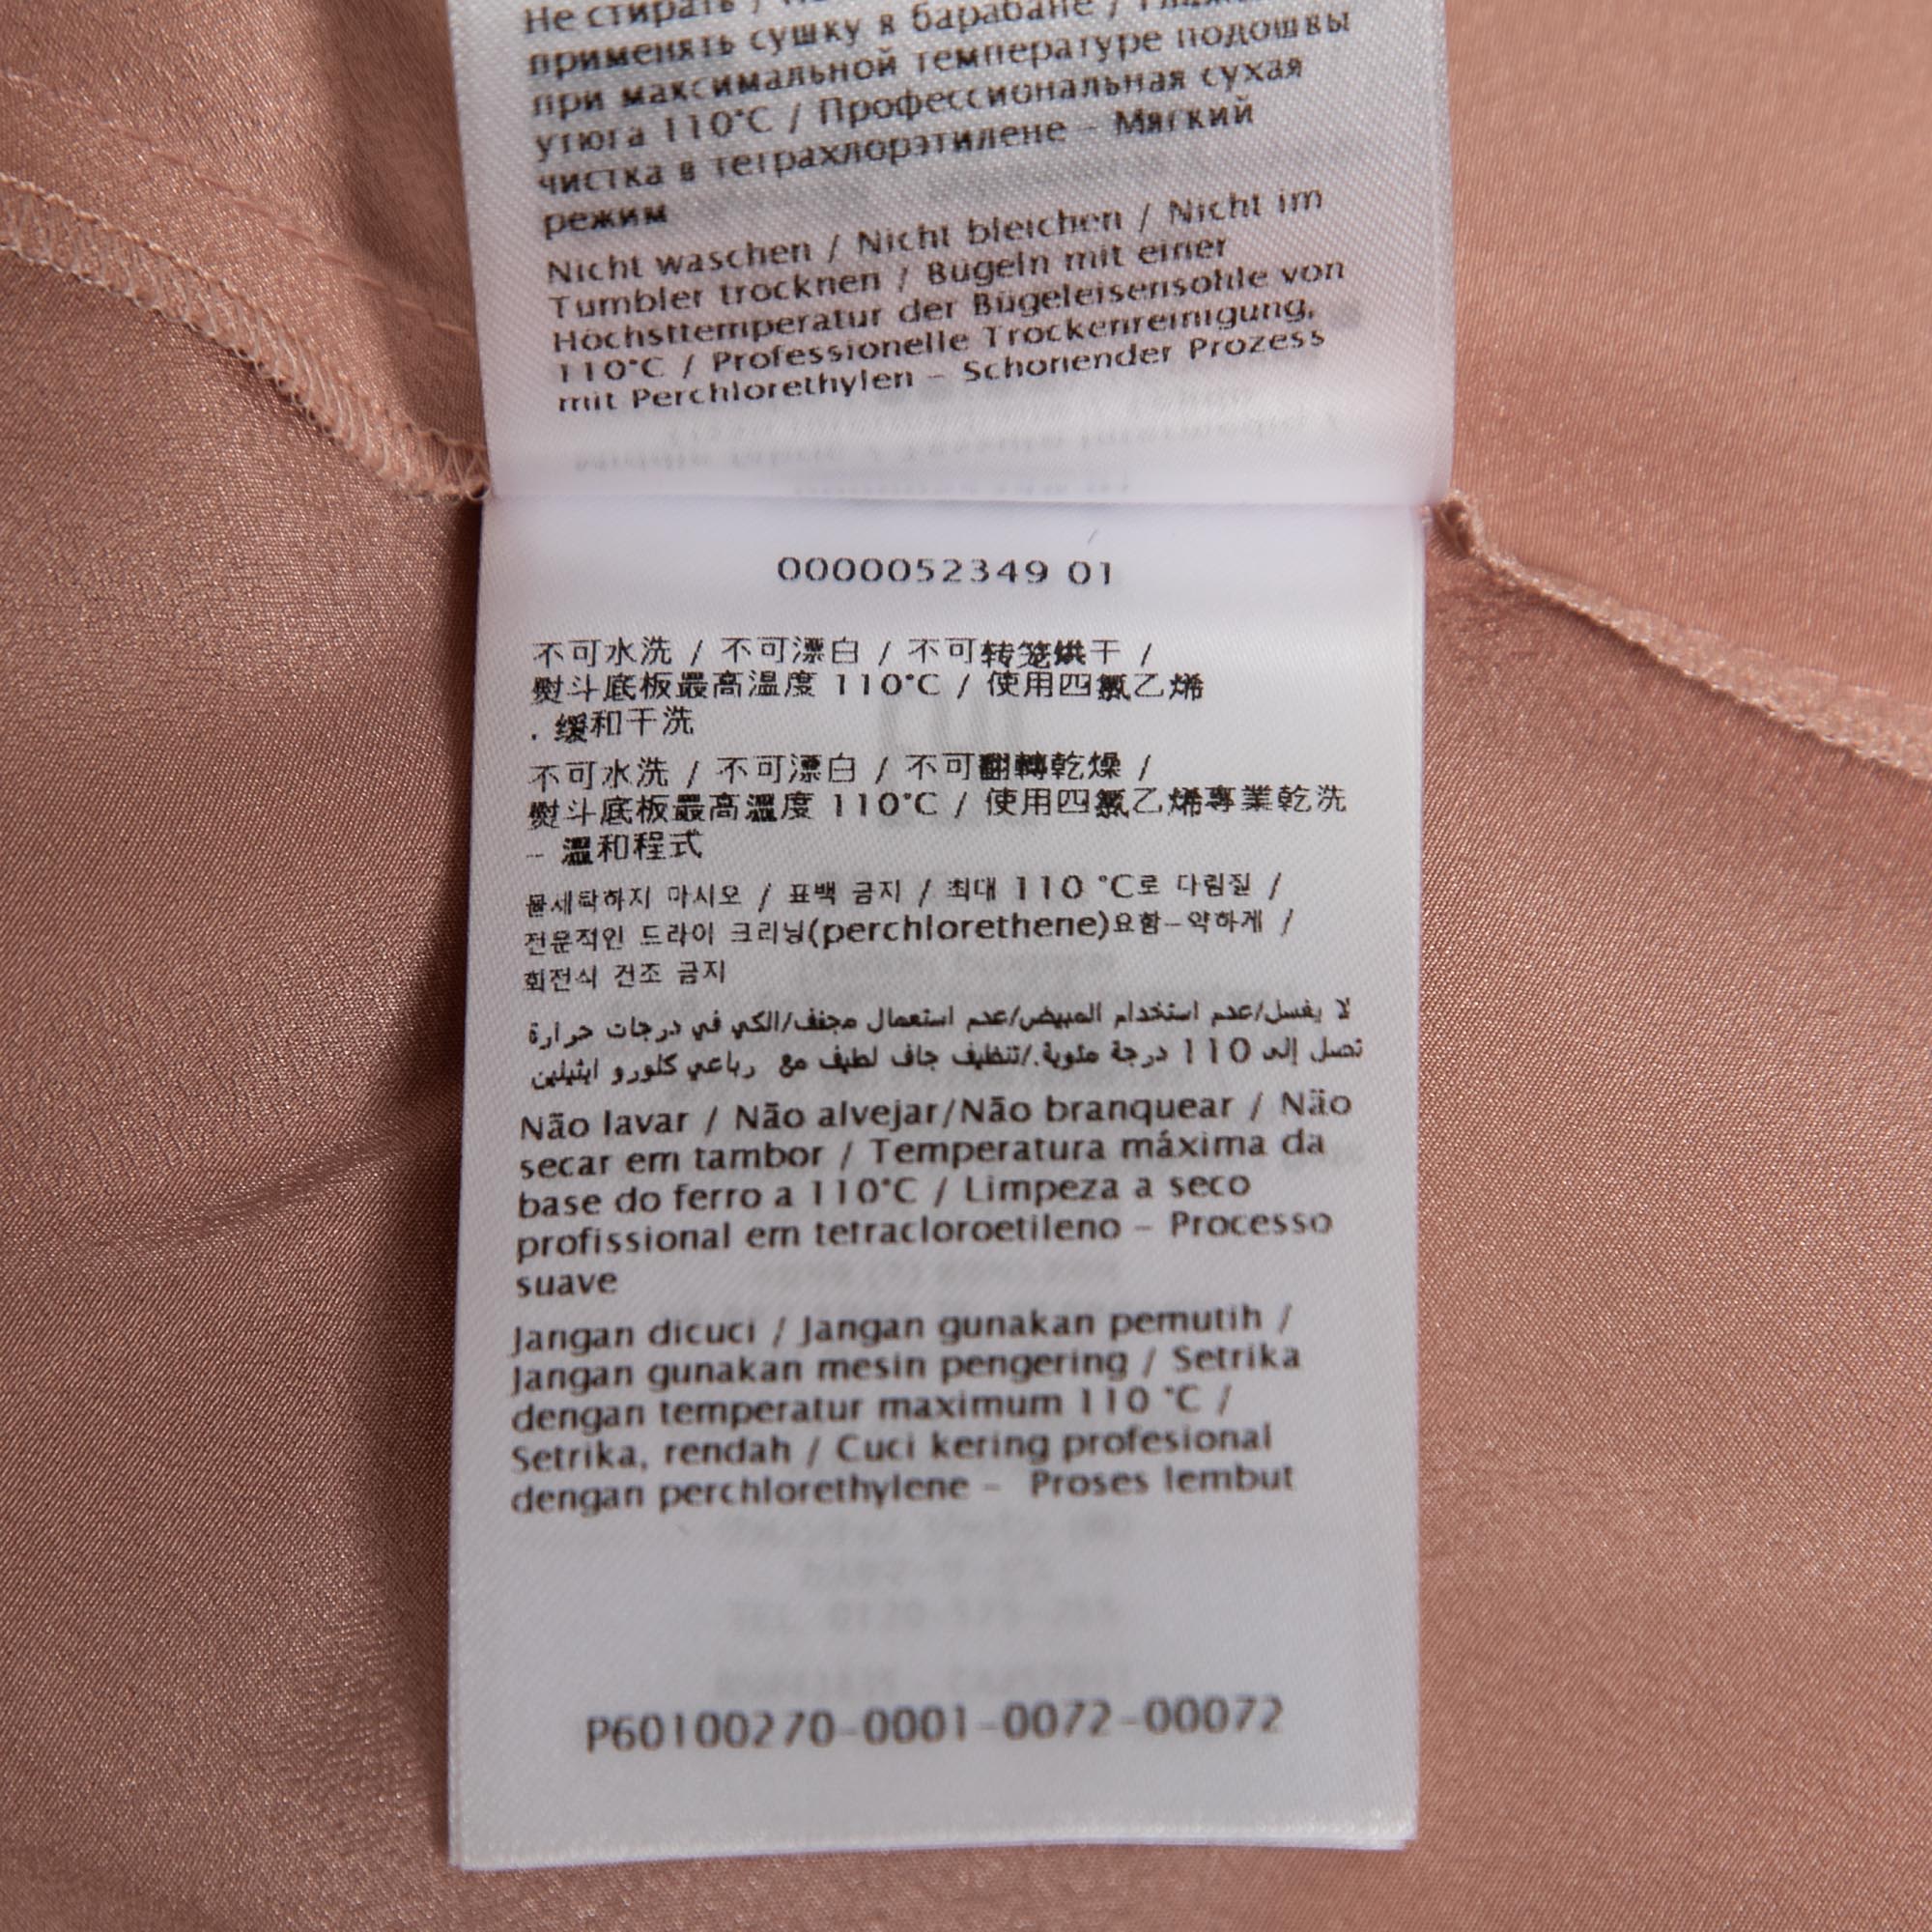 Не стирать /
применять сушку в барабане /
при максимальной температуре подошвы
утюга 110°C / Профессиональная сухая
чистка в тетрахлорэтилене - Мягкий
режим
Nicht waschen / Nicht bleichen / Nicht im
Tumbler trocknen / Bügeln mit einer
Höchsttemperatur der Bügeleisensohle von
110°C / Professionelle Trockenreinigung,
mit Perchlorethylen – Schonender Prozess
0000052349 01
不可水洗 / 不可漂白 / 不可转笼烘干 /
熨斗底板最高温度 110°C / 使用四氯乙烯
. 缓和干洗
不可水洗 / 不可漂白 / 不可翻轉乾燥 /
熨斗底板最高溫度 110°C / 使用四氯乙烯專業乾洗
– 溫和程式
물세탁하지 마시오 / 표백 금지 / 최대 110 °C로 다림질 /
전문적인 드라이 크리닝(perchlorethene)요함–약하게 /
회전식 건조 금지
لا يغسل/عدم استخدام المبيض/عدم استعمال مجفف/الكي في درجات حرارة
تصل إلى 110 درجة مئوية./تنظيف جاف لطيف مع رباعي كلورو ايثيلين
Não lavar / Não alvejar/Não branquear / Não
secar em tambor / Temperatura máxima da
base do ferro a 110°C / Limpeza a seco
profissional em tetracloroetileno – Processo
suave
Jangan dicuci / Jangan gunakan pemutih /
Jangan gunakan mesin pengering / Setrika
dengan temperatur maximum 110 °C /
Setrika, rendah / Cuci kering profesional
dengan perchlorethylene – Proses lembut
P60100270-0001-0072-00072